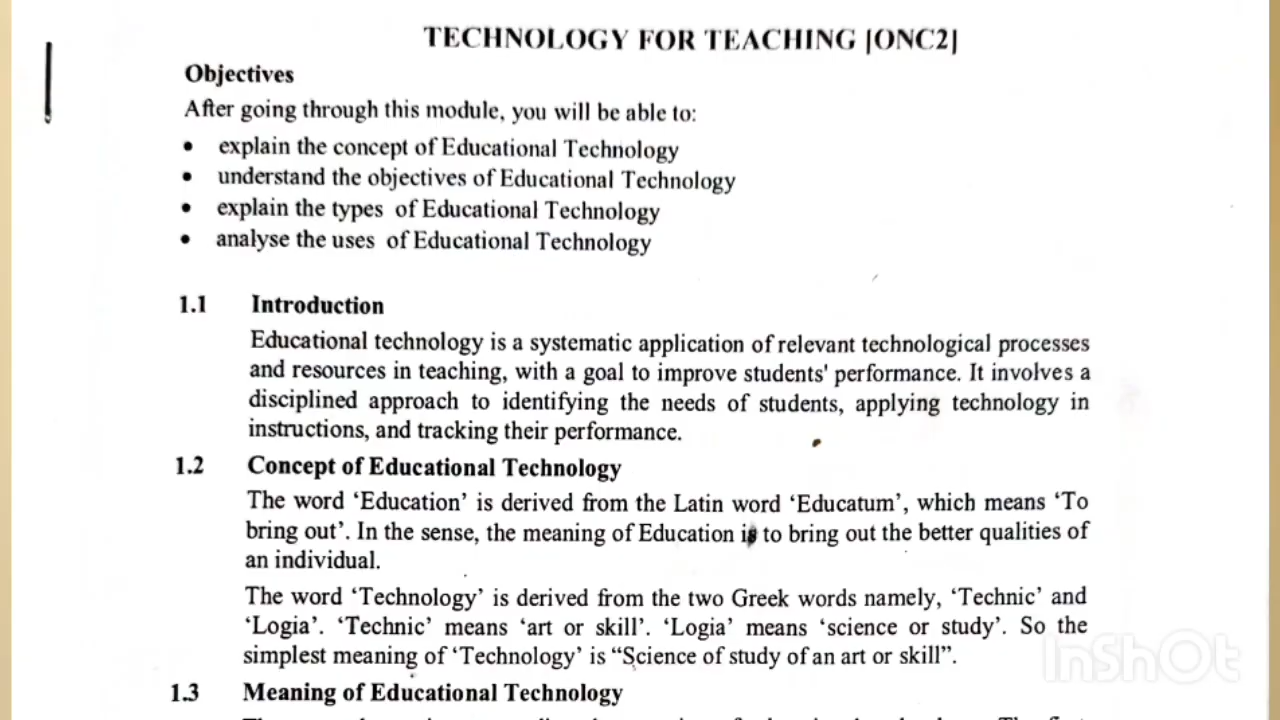 TECHNOLOGY FOR TEACHING [ONC2]
Objectives
After going through this module, you will be able to:
• explain the concept of Educational Technology
• understand the objectives of Educational Technology
• explain the types of Educational Technology
• analyse the uses of Educational Technology
1.1 Introduction
Educational technology is a systematic application of relevant technological processes
and resources in teaching, with a goal to improve students' performance. It involves a
disciplined approach to identifying the needs of students, applying technology in
instructions, and tracking their performance.
1.2 Concept of Educational Technology
The word ‘Education’ is derived from the Latin word ‘Educatum’, which means ‘To
bring out’. In the sense, the meaning of Education is to bring out the better qualities of
an individual.
The word ‘Technology’ is derived from the two Greek words namely, ‘Technic’ and
‘Logia’. ‘Technic’ means ‘art or skill’. ‘Logia’ means ‘science or study’. So the
simplest meaning of ‘Technology’ is “Science of study of an art or skill”.
InShOt
1.3 Meaning of Educational Technology